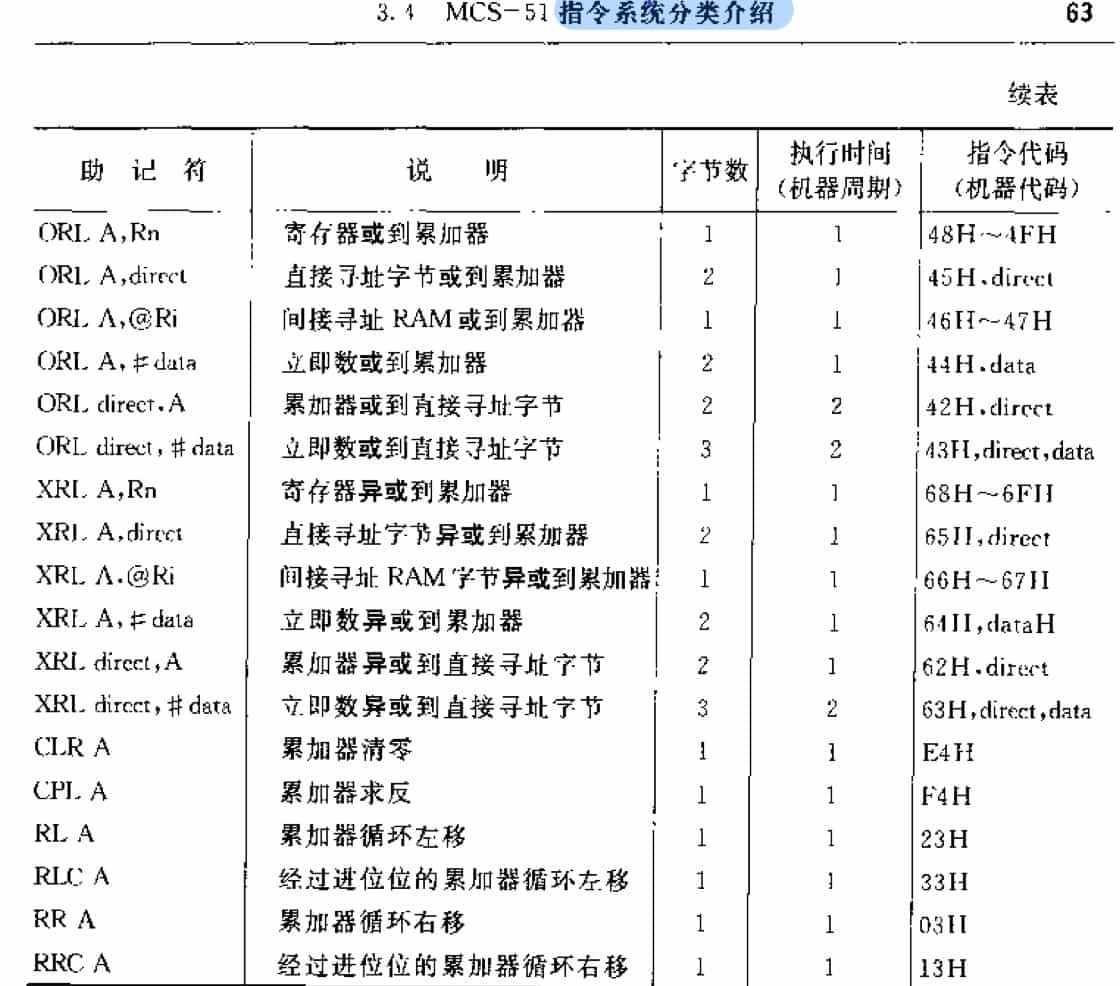 3.4 MCS-51 指令系统分类介绍 63
续表
助 记 符 说 明 字节数 执行时间（机器周期） 指令代码（机器代码）
ORL A,Rn 寄存器或到累加器 1 1 48H～4FH
ORL A,direct 直接寻址字节或到累加器 2 1 45H,direct
ORL A,@Ri 间接寻址 RAM 或到累加器 1 1 46H～47H
ORL A,#data 立即数或到累加器 2 1 44H,data
ORL direct,A 累加器或到直接寻址字节 2 2 42H,direct
ORL direct,#data 立即数或到直接寻址字节 3 2 43H,direct,data
XRL A,Rn 寄存器异或到累加器 1 1 68H～6FH
XRL A,direct 直接寻址字节异或到累加器 2 1 65H,direct
XRL A,@Ri 间接寻址 RAM 字节异或到累加器 1 1 66H～67H
XRL A,#data 立即数异或到累加器 2 1 64H,dataH
XRL direct,A 累加器异或到直接寻址字节 2 1 62H,direct
XRL direct,#data 立即数异或到直接寻址字节 3 2 63H,direct,data
CLR A 累加器清零 1 1 E4H
CPL A 累加器求反 1 1 F4H
RL A 累加器循环左移 1 1 23H
RLC A 经过进位位的累加器循环左移 1 1 33H
RR A 累加器循环右移 1 1 03H
RRC A 经过进位位的累加器循环右移 1 1 13H